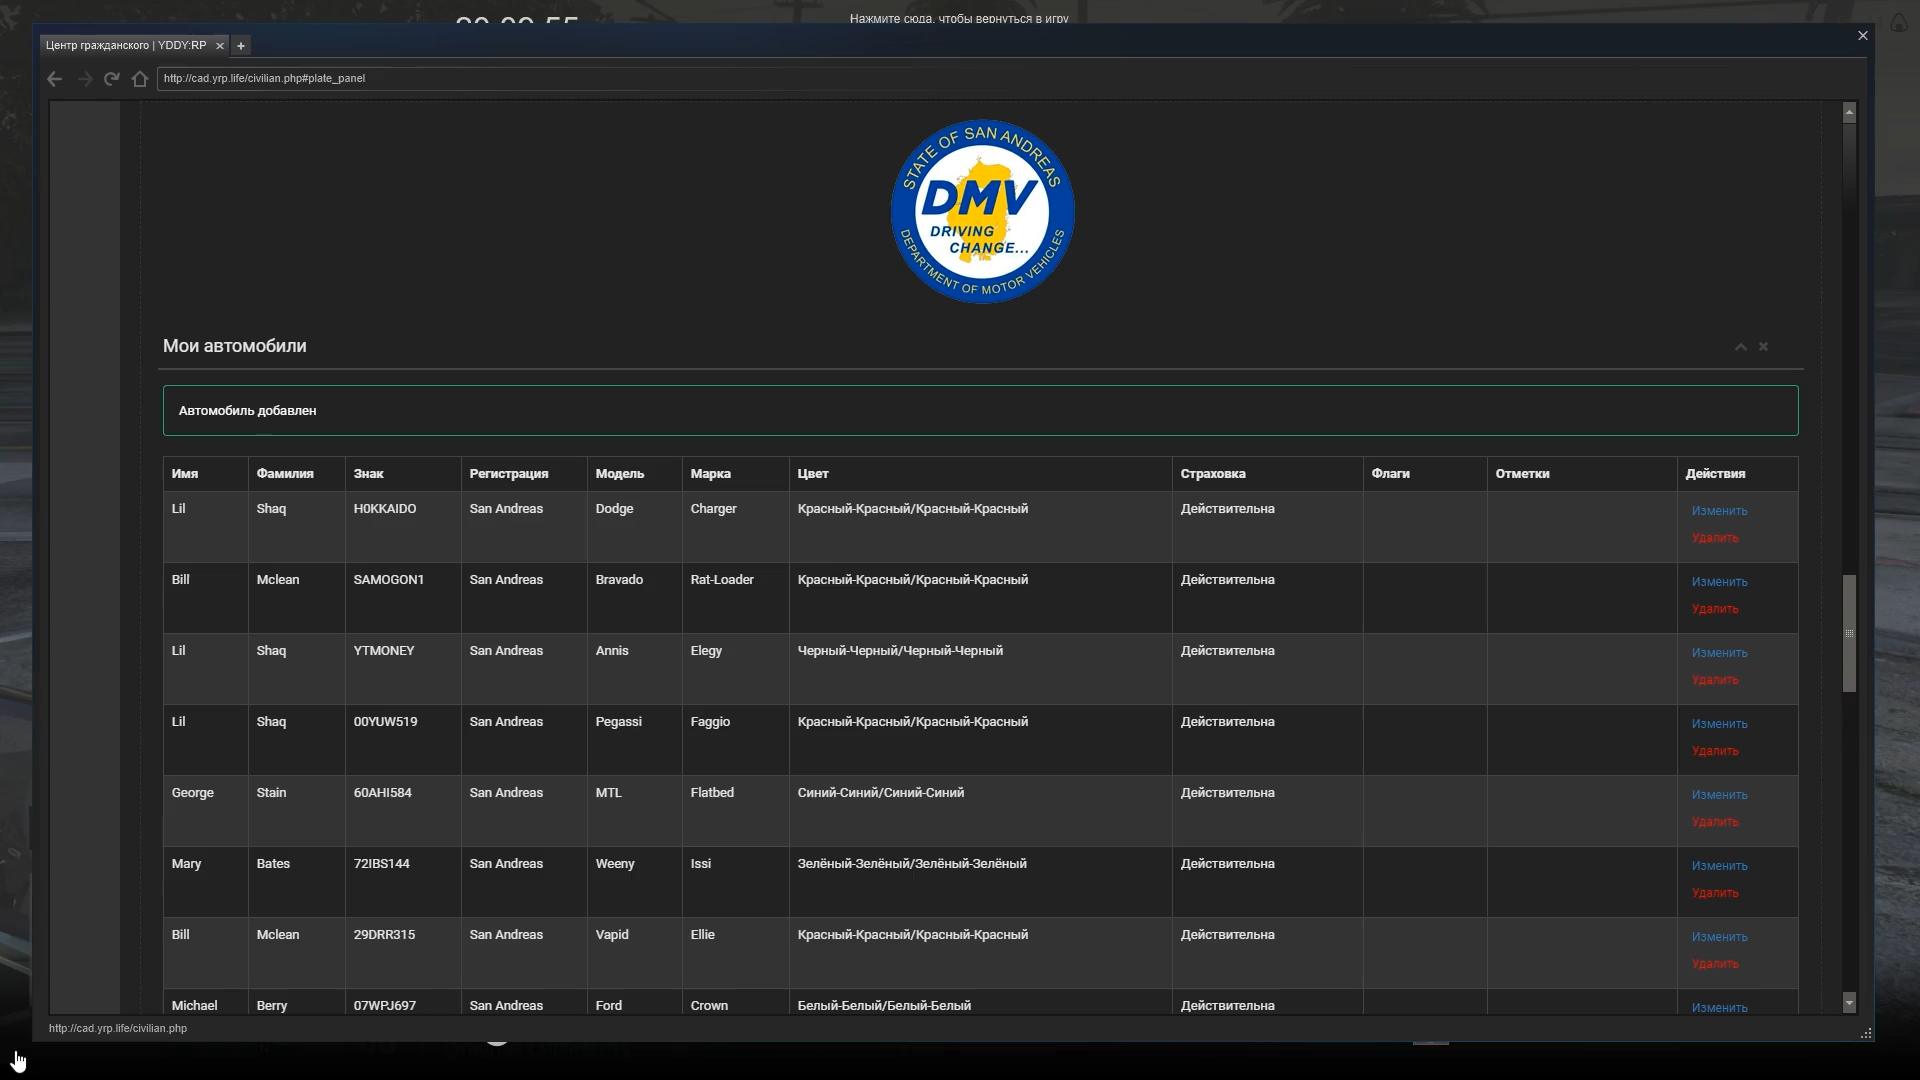 Нажмите сюда, чтобы вернуться в игру
Центр гражданского | YDDY:RP
http://cad.yrp.life/civilian.php#plate_panel
STATE OF SAN ANDREAS
DMV
DRIVING
CHANGE...
DEPARTMENT OF MOTOR VEHICLES
Мои автомобили
Автомобиль добавлен
Имя Фамилия Знак Регистрация Модель Марка Цвет Страховка Флаги Отметки Действия
Lil Shaq H0KKAIDO San Andreas Dodge Charger Красный-Красный/Красный-Красный Действительна Изменить
Удалить
Bill Mclean SAMOGON1 San Andreas Bravado Rat-Loader Красный-Красный/Красный-Красный Действительна Изменить
Удалить
Lil Shaq YTMONEY San Andreas Annis Elegy Черный-Черный/Черный-Черный Действительна Изменить
Удалить
Lil Shaq 00YUW519 San Andreas Pegassi Faggio Красный-Красный/Красный-Красный Действительна Изменить
Удалить
George Stain 60AHI584 San Andreas MTL Flatbed Синий-Синий/Синий-Синий Действительна Изменить
Удалить
Mary Bates 72IBS144 San Andreas Weeny Issi Зелёный-Зелёный/Зелёный-Зелёный Действительна Изменить
Удалить
Bill Mclean 29DRR315 San Andreas Vapid Ellie Красный-Красный/Красный-Красный Действительна Изменить
Удалить
Michael Berry 07WPJ697 San Andreas Ford Crown Белый-Белый/Белый-Белый Действительна Изменить
http://cad.yrp.life/civilian.php